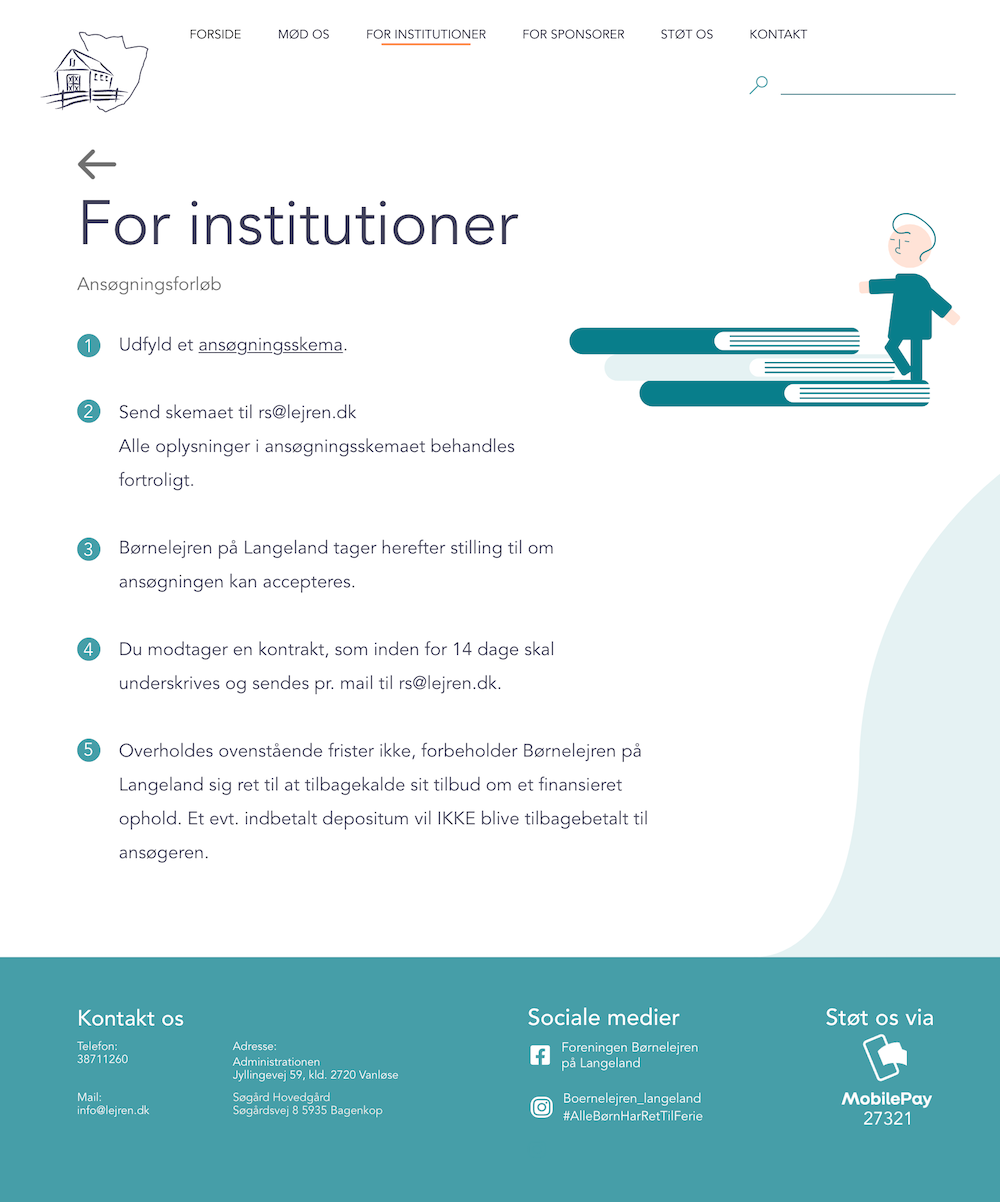 FORSIDE MØD OS FOR INSTITUTIONER FOR SPONSORER STØT OS KONTAKT
For institutioner
Ansøgningsforløb
1 Udfyld et ansøgningsskema.
2 Send skemaet til rs@lejren.dk
Alle oplysninger i ansøgningsskemaet behandles
fortroligt.
3 Børnelejren på Langeland tager herefter stilling til om
ansøgningen kan accepteres.
4 Du modtager en kontrakt, som inden for 14 dage skal
underskrives og sendes pr. mail til rs@lejren.dk.
5 Overholdes ovenstående frister ikke, forbeholder Børnelejren på
Langeland sig ret til at tilbagekalde sit tilbud om et finansieret
ophold. Et evt. indbetalt depositum vil IKKE blive tilbagebetalt til
ansøgeren.
Kontakt os
Telefon:
38711260
Mail:
info@lejren.dk
Adresse:
Administrationen
Jyllingevej 59, kld. 2720 Vanløse
Søgård Hovedgård
Søgårdsvej 8 5935 Bagenkop
Sociale medier
Foreningen Børnelejren
på Langeland
Boernelejren_langeland
#AlleBørnHarRetTilFerie
Støt os via
MobilePay
27321